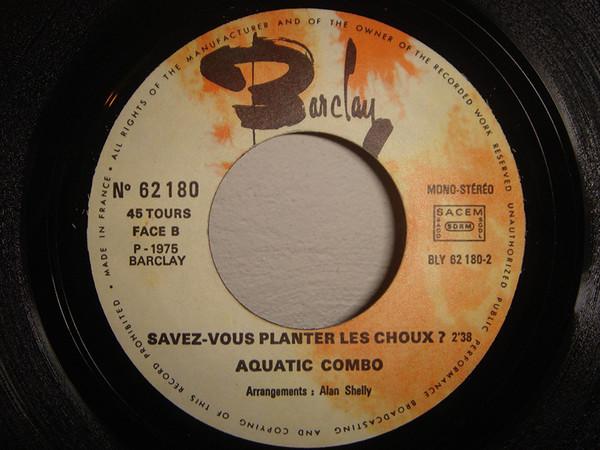 ALL RIGHTS OF THE MANUFACTURER AND OF THE OWNER OF THE RECORDED WORK RESERVED UNAUTHORIZED PUBLIC PERFORMANCE BROADCASTING AND COPYING OF THIS RECORD PROHIBITED • MADE IN FRANCE •
Barclay
N° 62180
45 TOURS
FACE B
P - 1975
BARCLAY
MONO-STÉRÉO
SACEM
SACD SDRM SGDL
BLY 62 180-2
SAVEZ-VOUS PLANTER LES CHOUX ? 2'38
AQUATIC COMBO
Arrangements : Alan Shelly